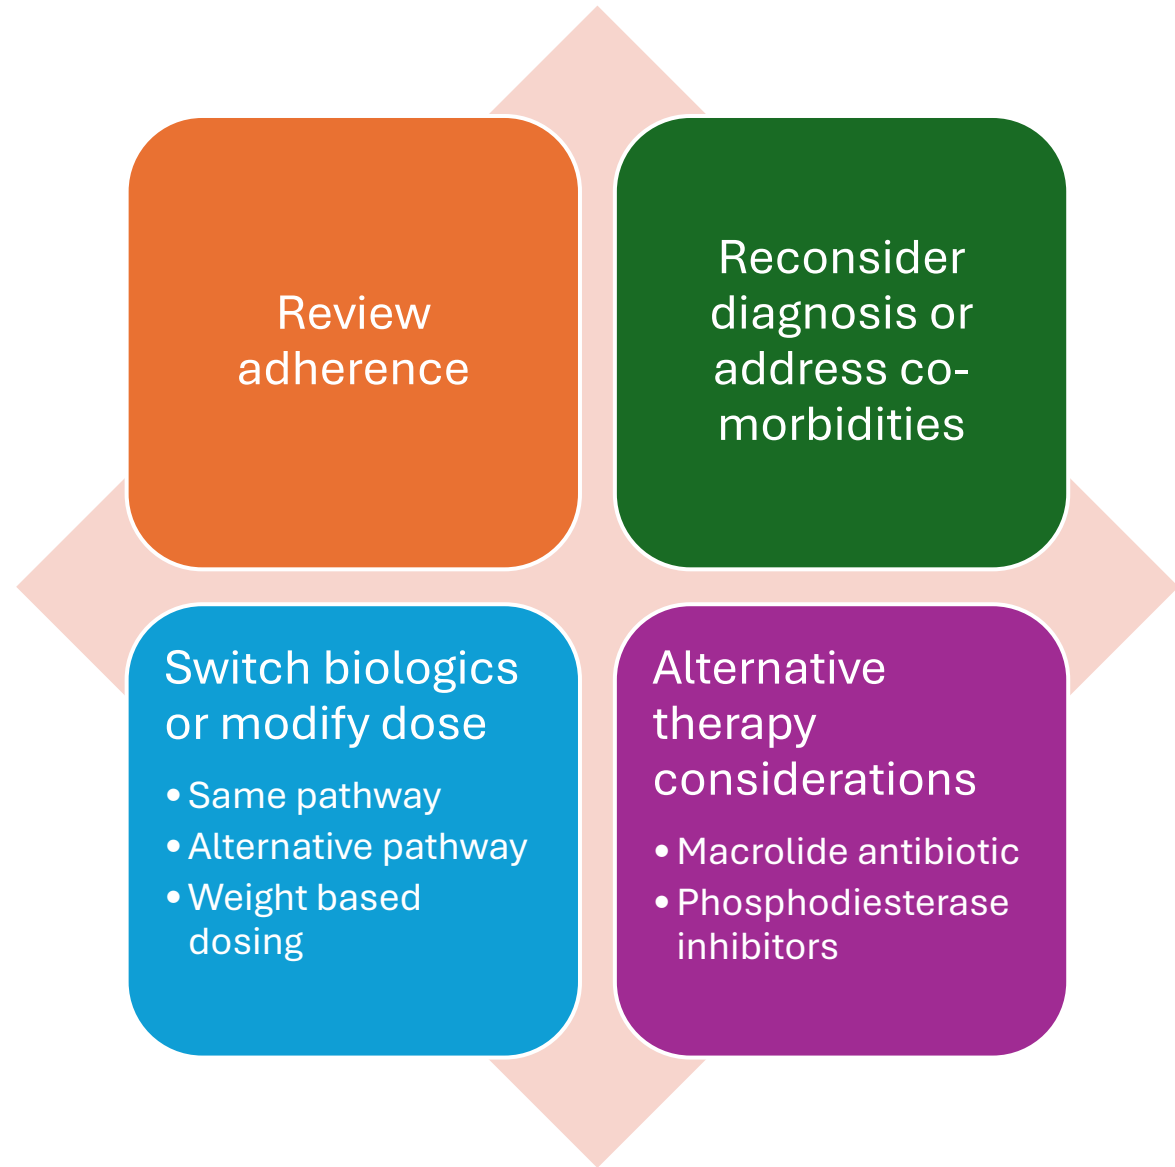 Review
adherence
Reconsider
diagnosis or
address co-
morbidities
Switch biologics
or modify dose
• Same pathway
• Alternative pathway
• Weight based
dosing
Alternative
therapy
considerations
• Macrolide antibiotic
• Phosphodiesterase
inhibitors